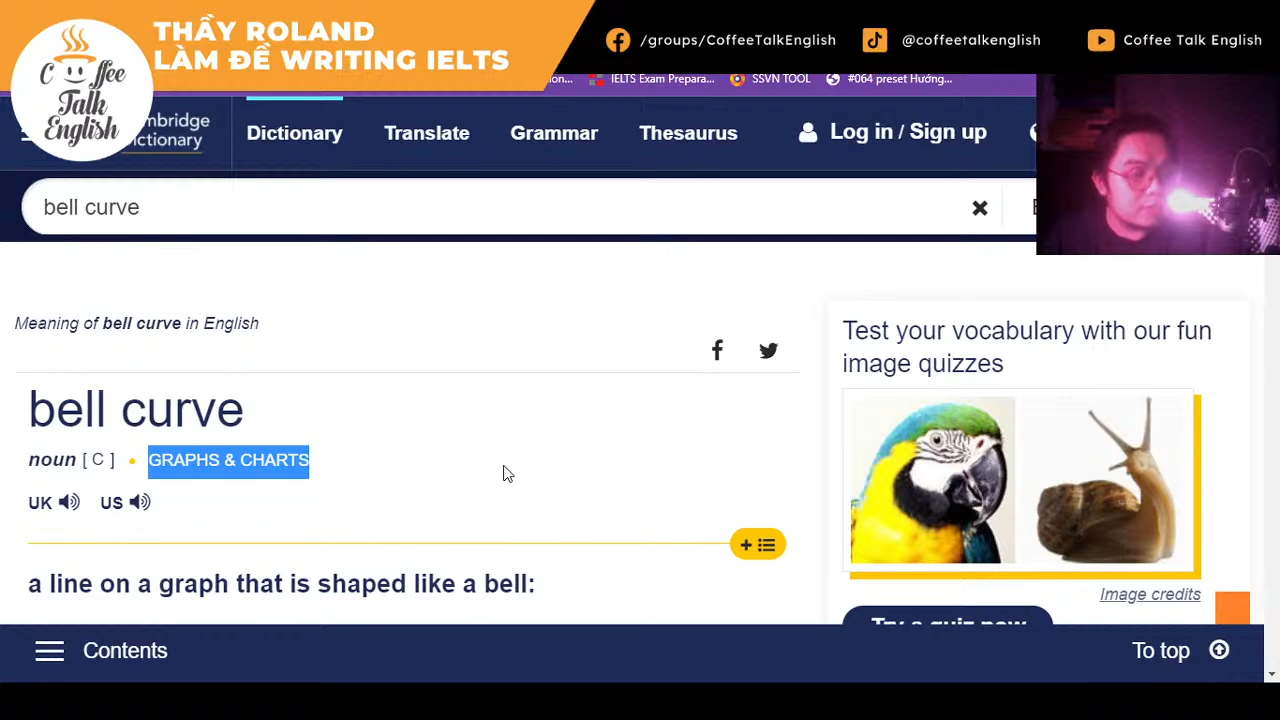 THẦY ROLAND
LÀM ĐỀ WRITING IELTS
/groups/CoffeeTalkEnglish
@coffeetalkenglish
Coffee Talk English
Coffee
Talk
English
IELTS Exam Prepara...
SSVN TOOL
#064 preset Hướng...
Dictionary
Translate
Grammar
Thesaurus
Log in / Sign up
bell curve
Meaning of bell curve in English
bell curve
noun [ C ]
GRAPHS & CHARTS
UK
US
a line on a graph that is shaped like a bell:
Test your vocabulary with our fun
image quizzes
Image credits
Try a quiz now
Contents
To top